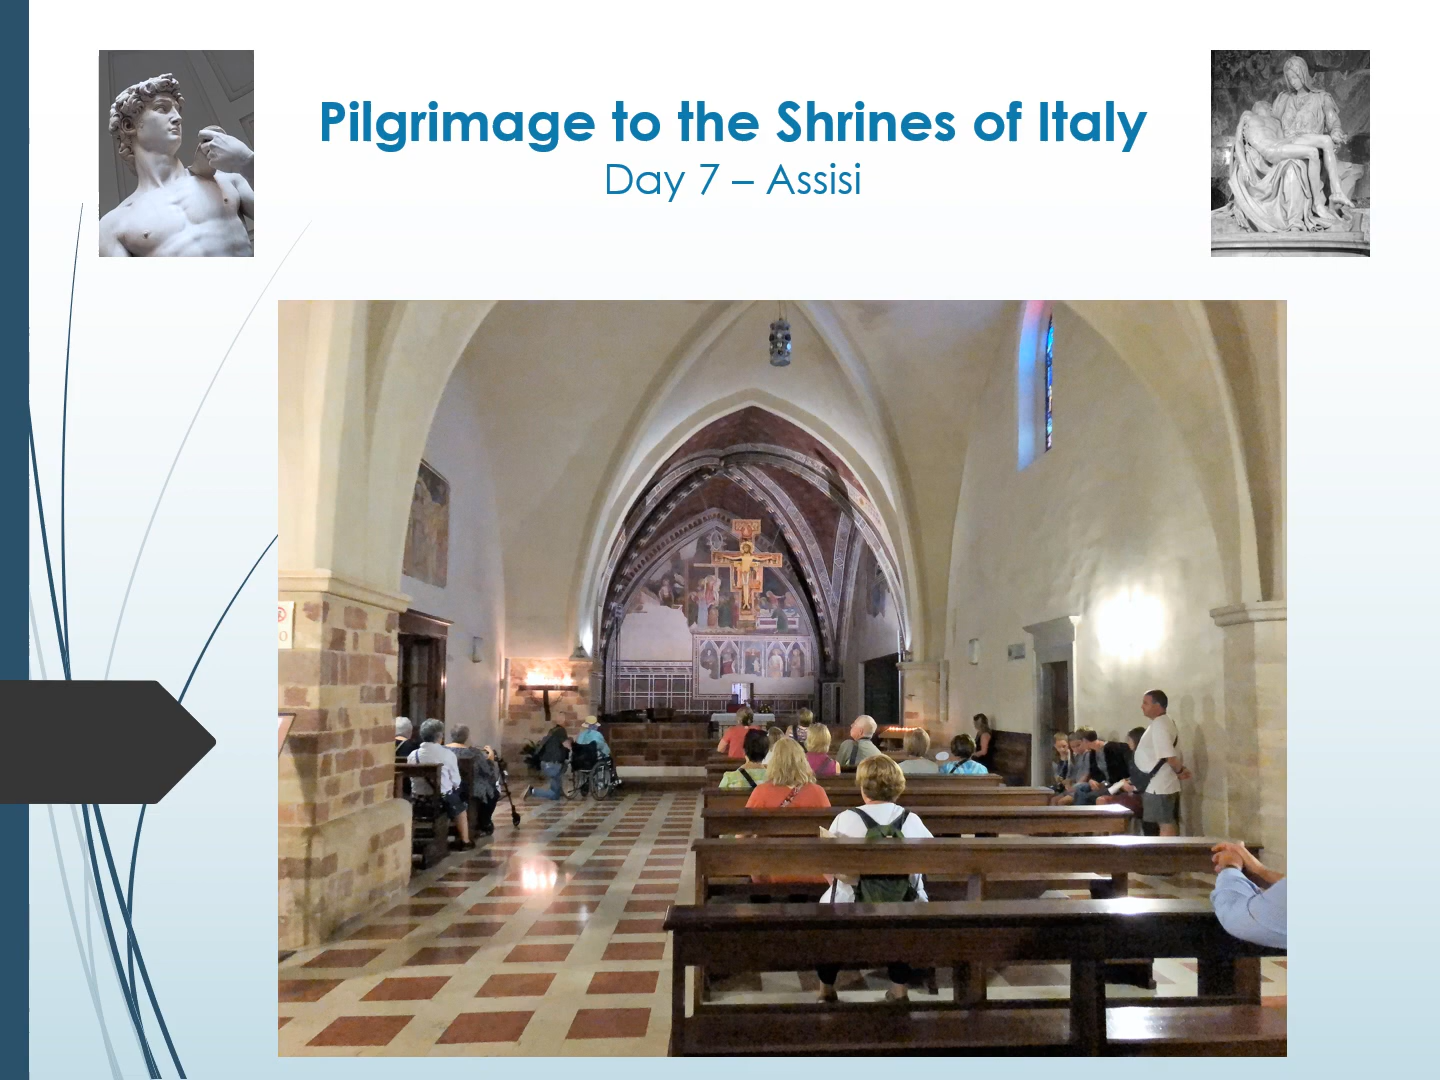 Pilgrimage to the Shrines of Italy
Day 7 – Assisi